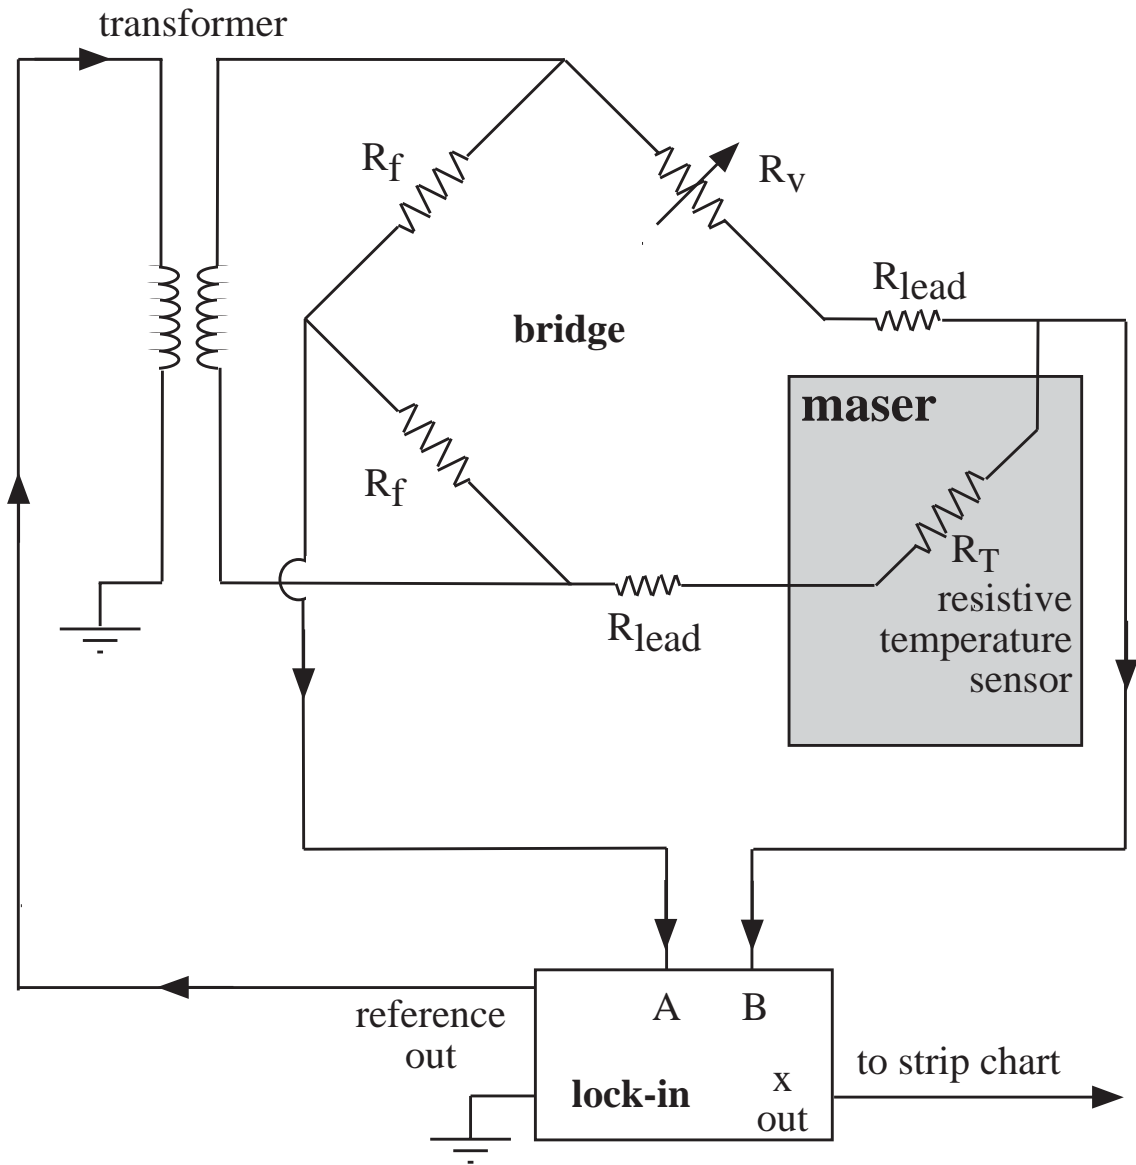 transformer
Rf
Rv
Rlead
bridge
maser
Rf
RT
resistive
temperature
sensor
Rlead
A B
reference
out
x
out
lock-in
to strip chart